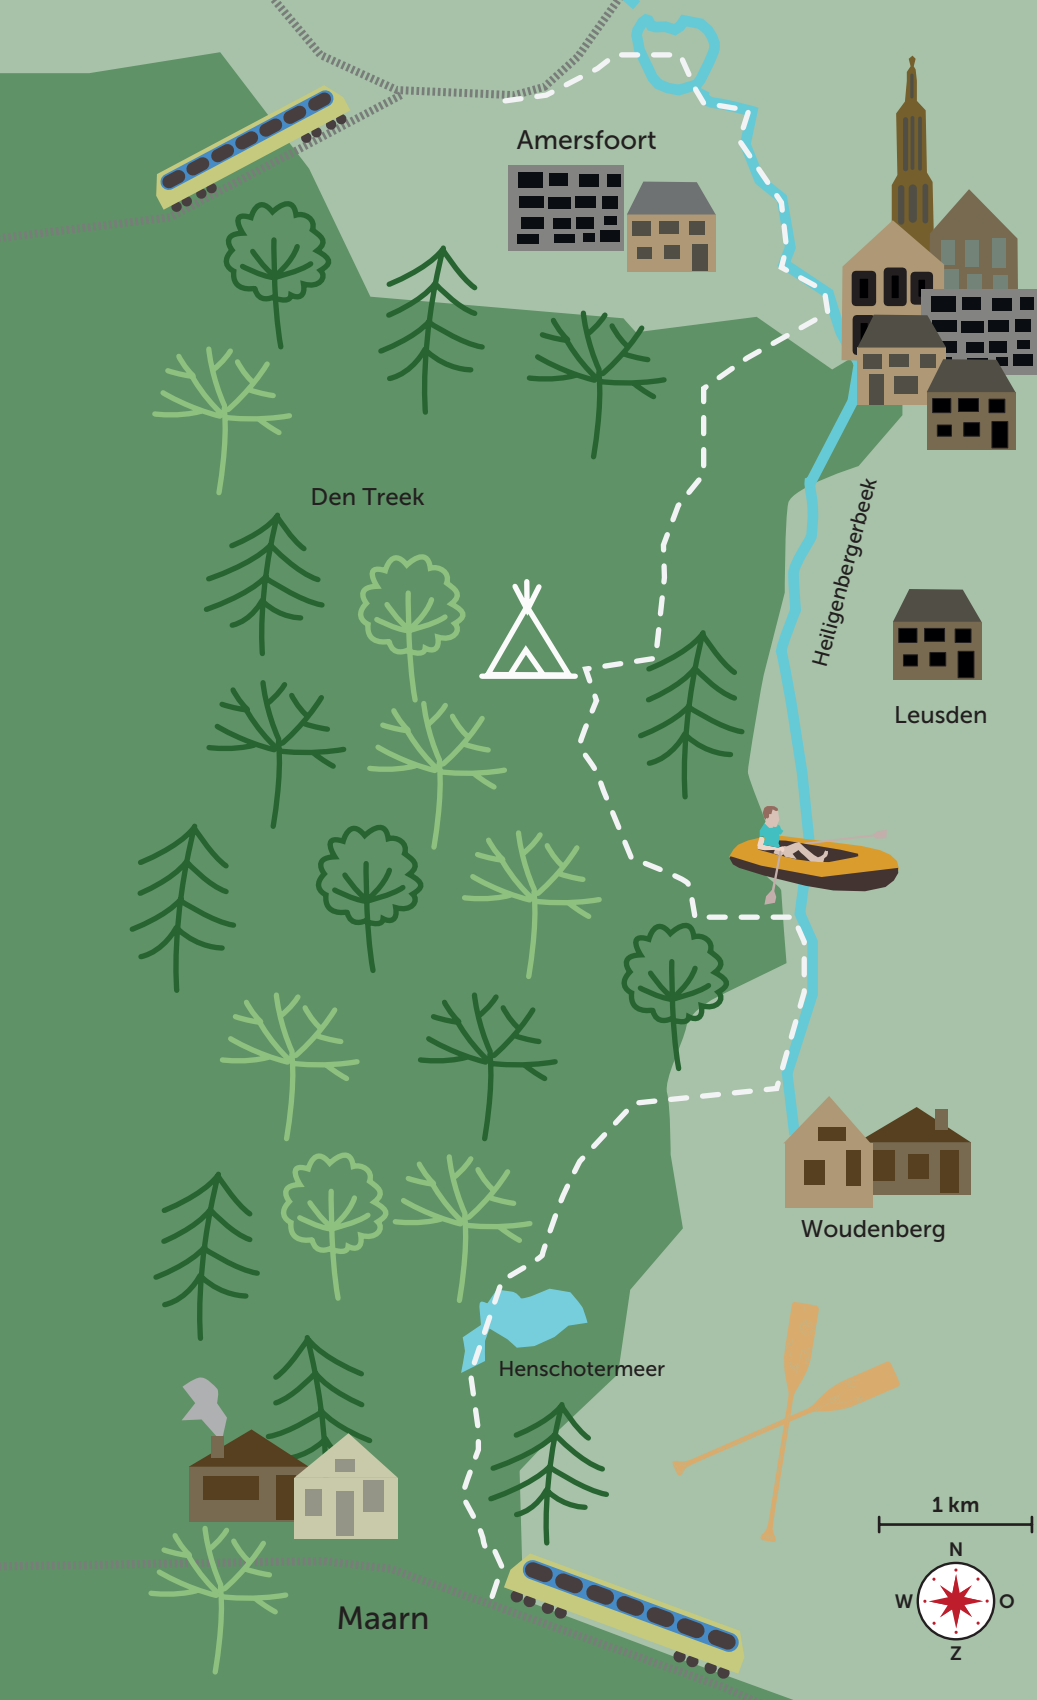 Amersfoort
Den Treek
Heiligenbergerbeek
Leusden
Woudenberg
Henschotermeer
1 km
N
W
O
Z
Maarn